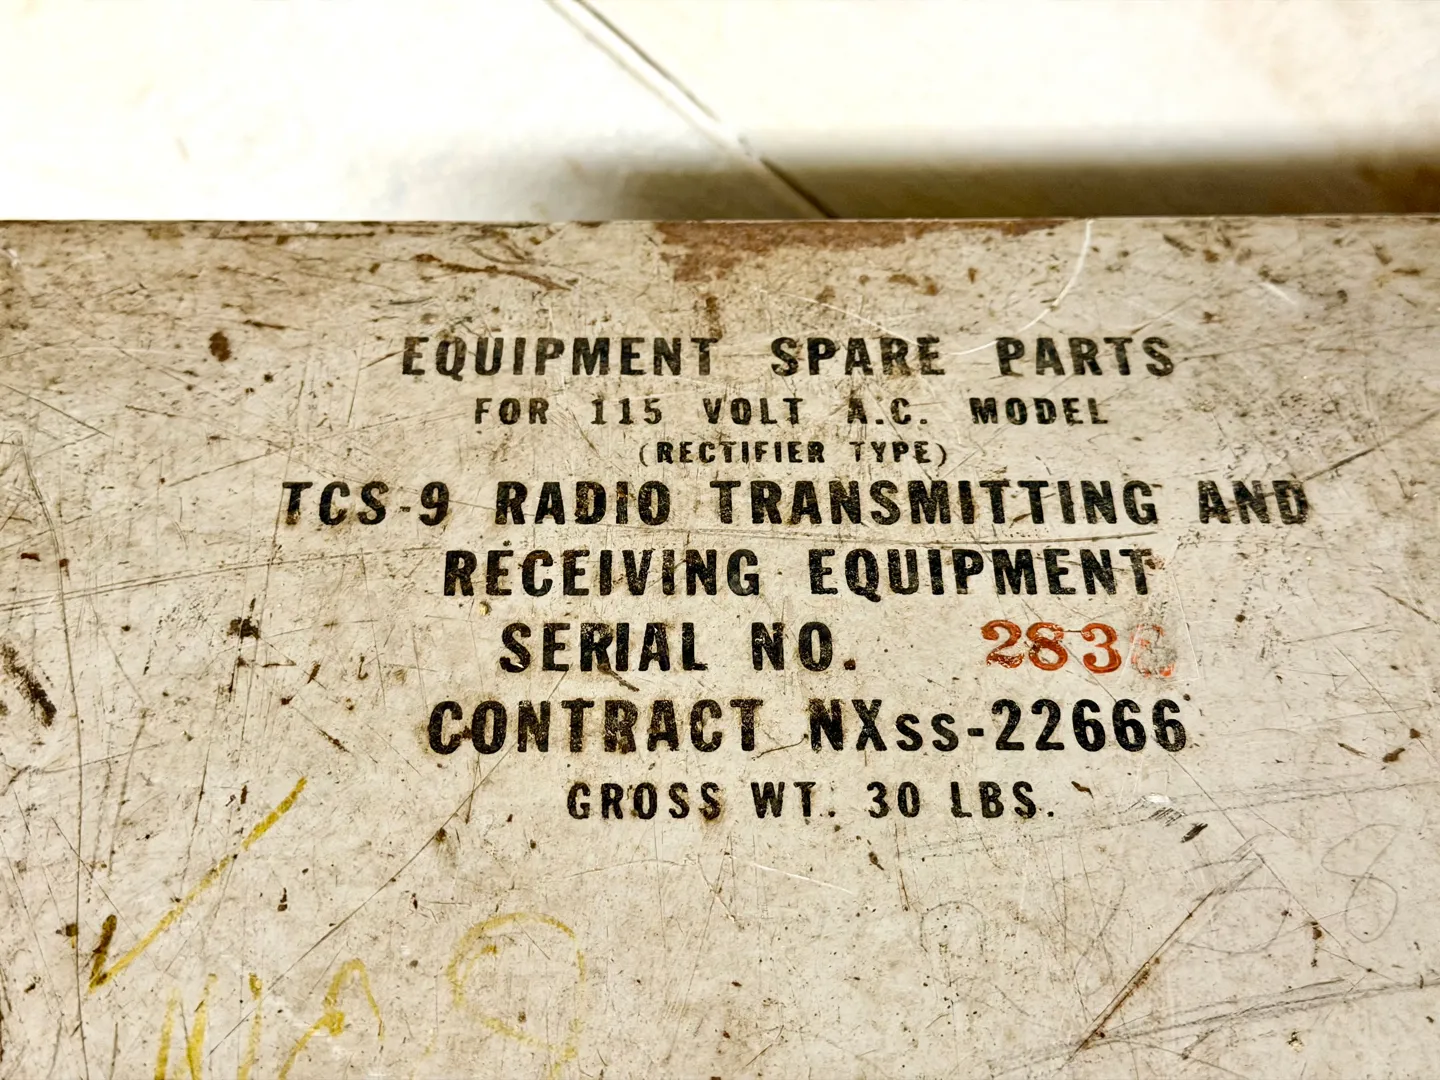 EQUIPMENT SPARE PARTS
FOR 115 VOLT A.C. MODEL
(RECTIFIER TYPE)
TCS-9 RADIO TRANSMITTING AND
RECEIVING EQUIPMENT
SERIAL NO.
CONTRACT NXss-22666
GROSS WT. 30 LBS.